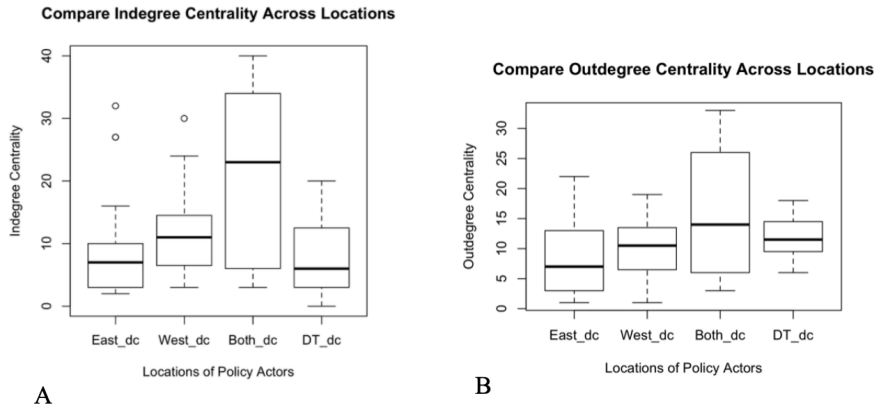 Compare Indegree Centrality Across Locations
Indegree Centrality
40
30
20
10
0
East_dc West_dc Both_dc DT_dc
Locations of Policy Actors
A
Compare Outdegree Centrality Across Locations
Outdegree Centrality
30
25
20
15
10
5
0
East_dc West_dc Both_dc DT_dc
Locations of Policy Actors
B